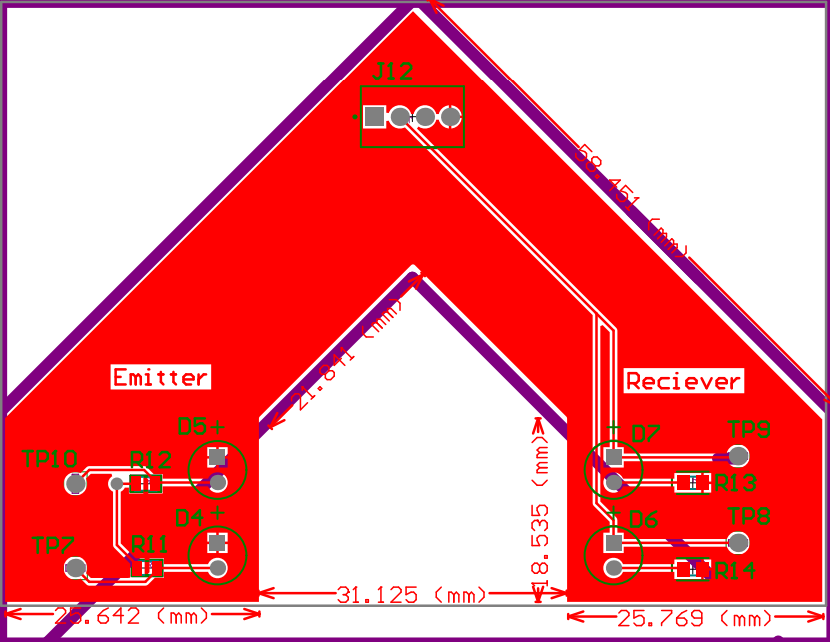 J12
59.451 (mm)
21.841 (mm)
Emitter
Reciever
D5+
+
D7
TP9
TP10
R12
R13
D4+
+
D6
TP8
TP7
R11
R14
18.535 (mm)
31.125 (mm)
25.642 (mm)
25.769 (mm)